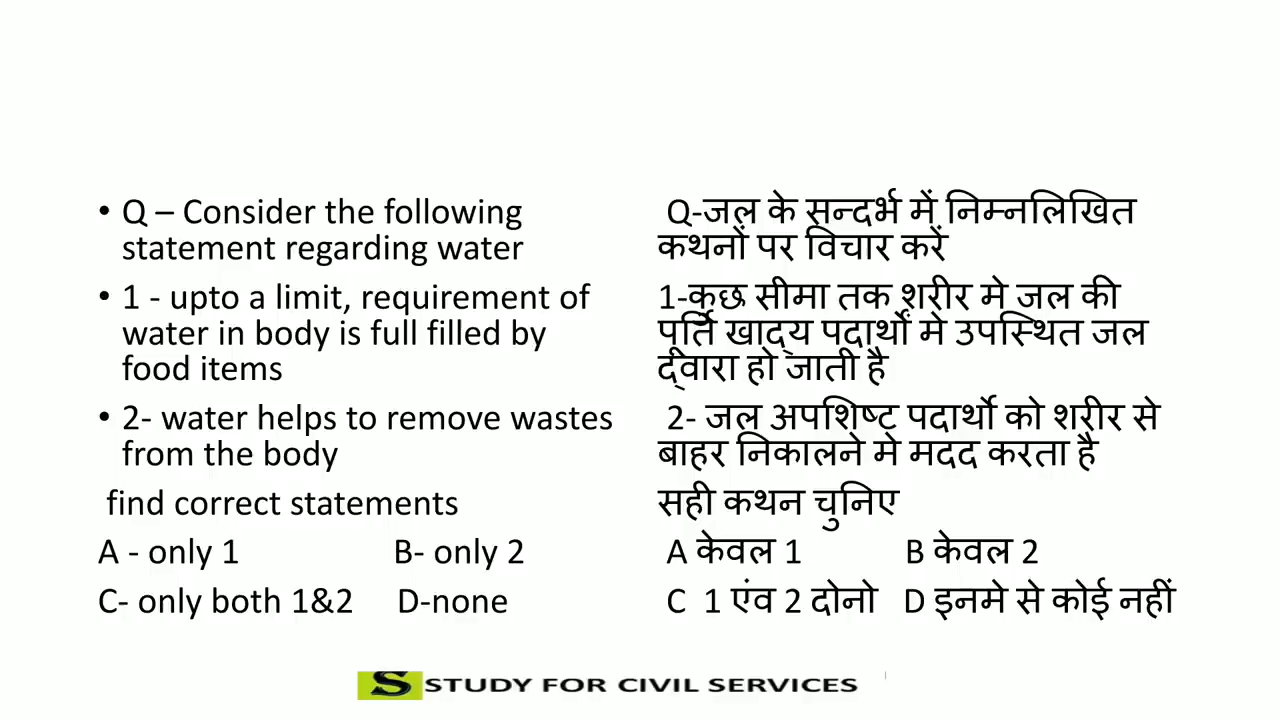 • Q – Consider the following
statement regarding water
• 1 - upto a limit, requirement of
water in body is full filled by
food items
• 2- water helps to remove wastes
from the body
find correct statements
A - only 1 B- only 2
C- only both 1&2 D-none
Q-जल के सन्दर्भ में निम्नलिखित
कथनों पर विचार करें
1-कुछ सीमा तक शरीर मे जल की
पर्ति खाद्य पदार्थों मे उपस्थित जल
द्वारा हो जाती है
2- जल अपशिष्ट पदार्थो को शरीर से
बाहर निकालने मे मदद करता है
सही कथन चुनिए
A केवल 1 B केवल 2
C 1 एंव 2 दोनो D इनमे से कोई नहीं
S STUDY FOR CIVIL SERVICES